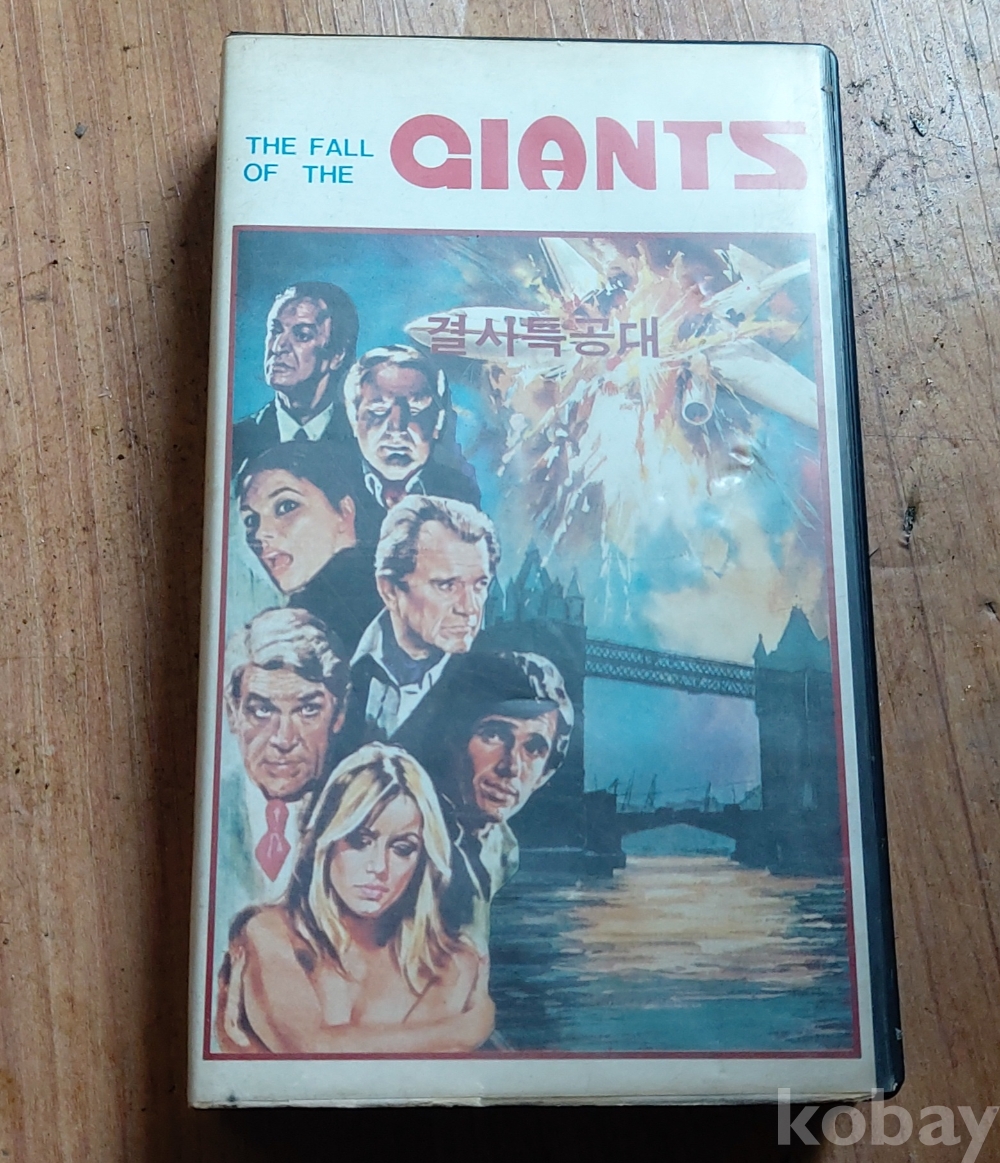 THE FALL
OF THE
GIANTS
결사특공대
kobay